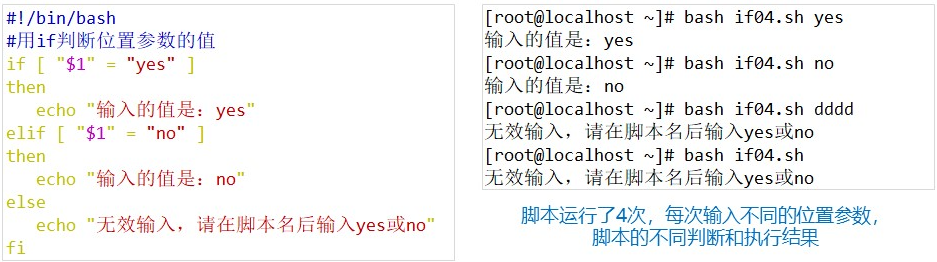 #!/bin/bash
#用if判断位置参数的值
if [ "$1" = "yes" ]
then
   echo "输入的值是：yes"
elif [ "$1" = "no" ]
then
   echo "输入的值是：no"
else
   echo "无效输入，请在脚本名后输入yes或no"
fi
[root@localhost ~]# bash if04.sh yes
输入的值是：yes
[root@localhost ~]# bash if04.sh no
输入的值是：no
[root@localhost ~]# bash if04.sh dddd
无效输入，请在脚本名后输入yes或no
[root@localhost ~]# bash if04.sh
无效输入，请在脚本名后输入yes或no
脚本运行了4次，每次输入不同的位置参数，
脚本的不同判断和执行结果